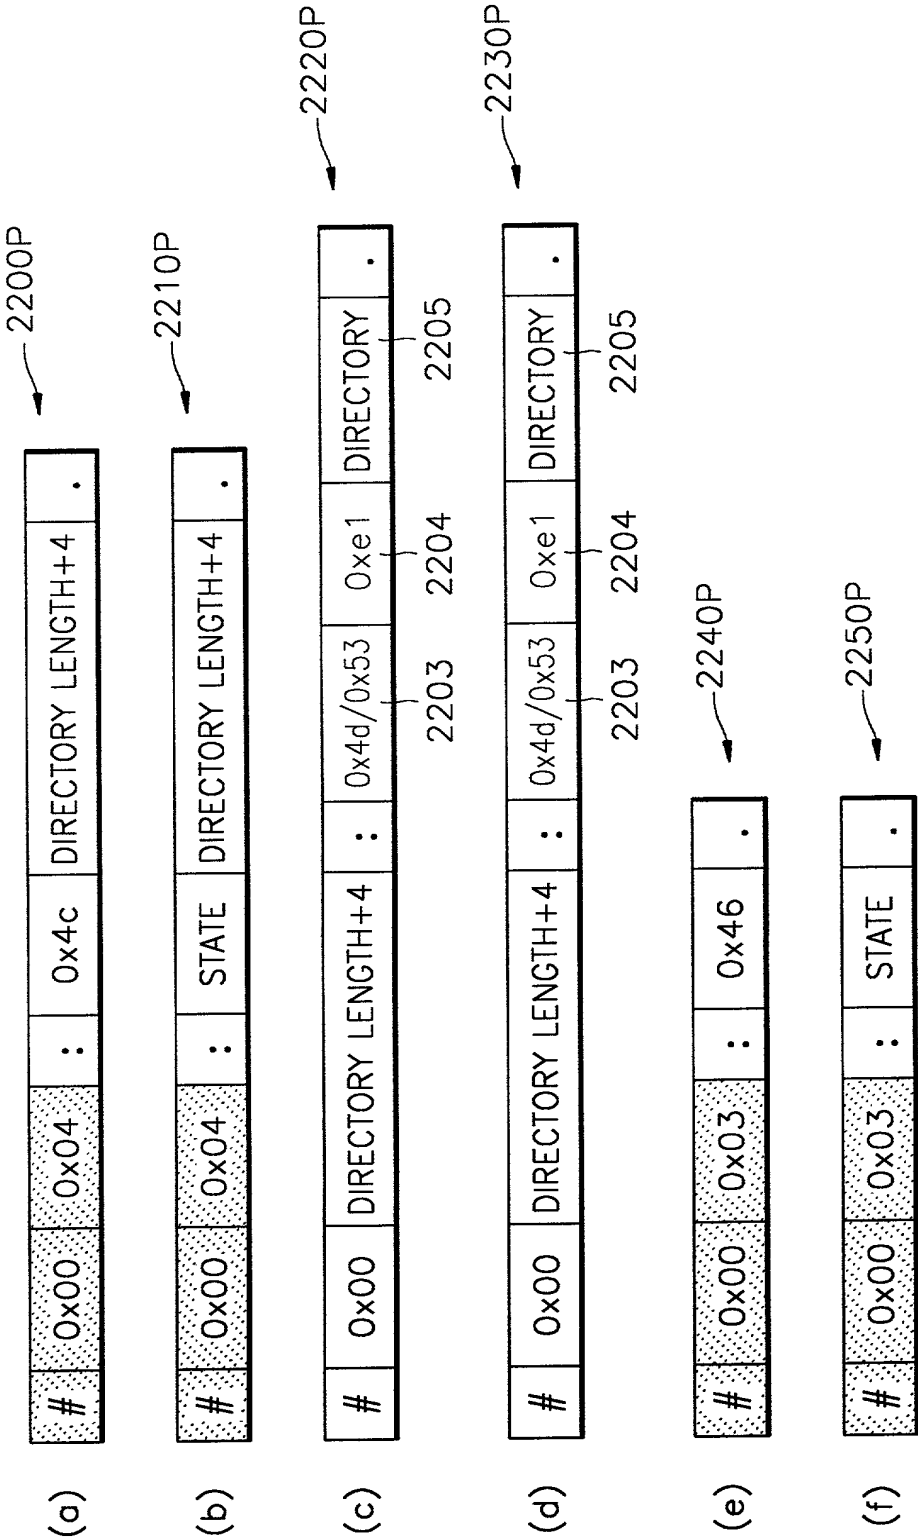 (a) # 0x00 0x04 : 0x4c DIRECTORY LENGTH+4 . 2200P
(b) # 0x00 0x04 : STATE DIRECTORY LENGTH+4 . 2210P
(c) # 0x00 DIRECTORY LENGTH+4 : 0x4d/0x53 0xe1 DIRECTORY . 2220P
2203 2204 2205
(d) # 0x00 DIRECTORY LENGTH+4 : 0x4d/0x53 0xe1 DIRECTORY . 2230P
2203 2204 2205
(e) # 0x00 0x03 : 0x46 . 2240P
(f) # 0x00 0x03 : STATE . 2250P